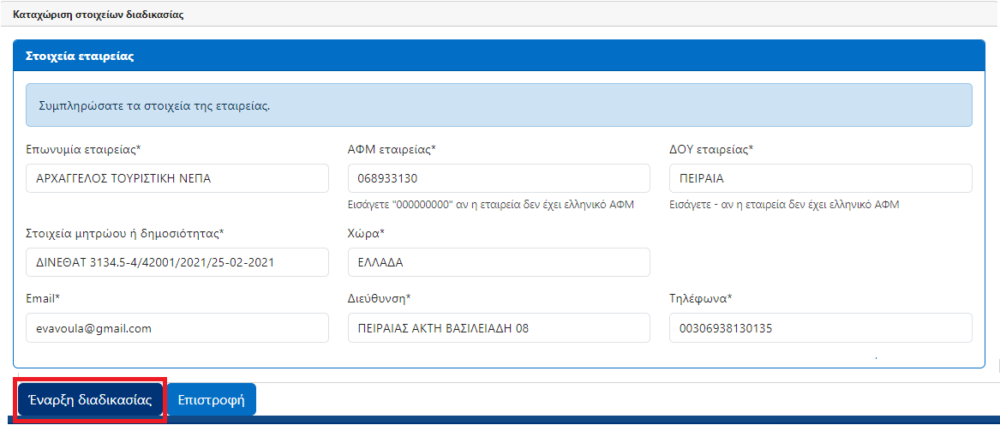 Καταχώριση στοιχείων διαδικασίας
Στοιχεία εταιρείας
Συμπληρώσατε τα στοιχεία της εταιρείας.
Επωνυμία εταιρείας* ΑΦΜ εταιρείας* ΔΟΥ εταιρείας*
ΑΡΧΑΓΓΕΛΟΣ ΤΟΥΡΙΣΤΙΚΗ ΝΕΠΑ 068933130 ΠΕΙΡΑΙΑ
Εισάγετε "000000000" αν η εταιρεία δεν έχει ελληνικό ΑΦΜ Εισάγετε - αν η εταιρεία δεν έχει ελληνικό ΑΦΜ
Στοιχεία μητρώου ή δημοσιότητας* Χώρα*
ΔΙΝΕΘΑΤ 3134.5-4/42001/2021/25-02-2021 ΕΛΛΑΔΑ
Email* Διεύθυνση* Τηλέφωνα*
evavoula@gmail.com ΠΕΙΡΑΙΑΣ ΑΚΤΗ ΒΑΣΙΛΕΙΑΔΗ 08 00306938130135
Έναρξη διαδικασίας Επιστροφή